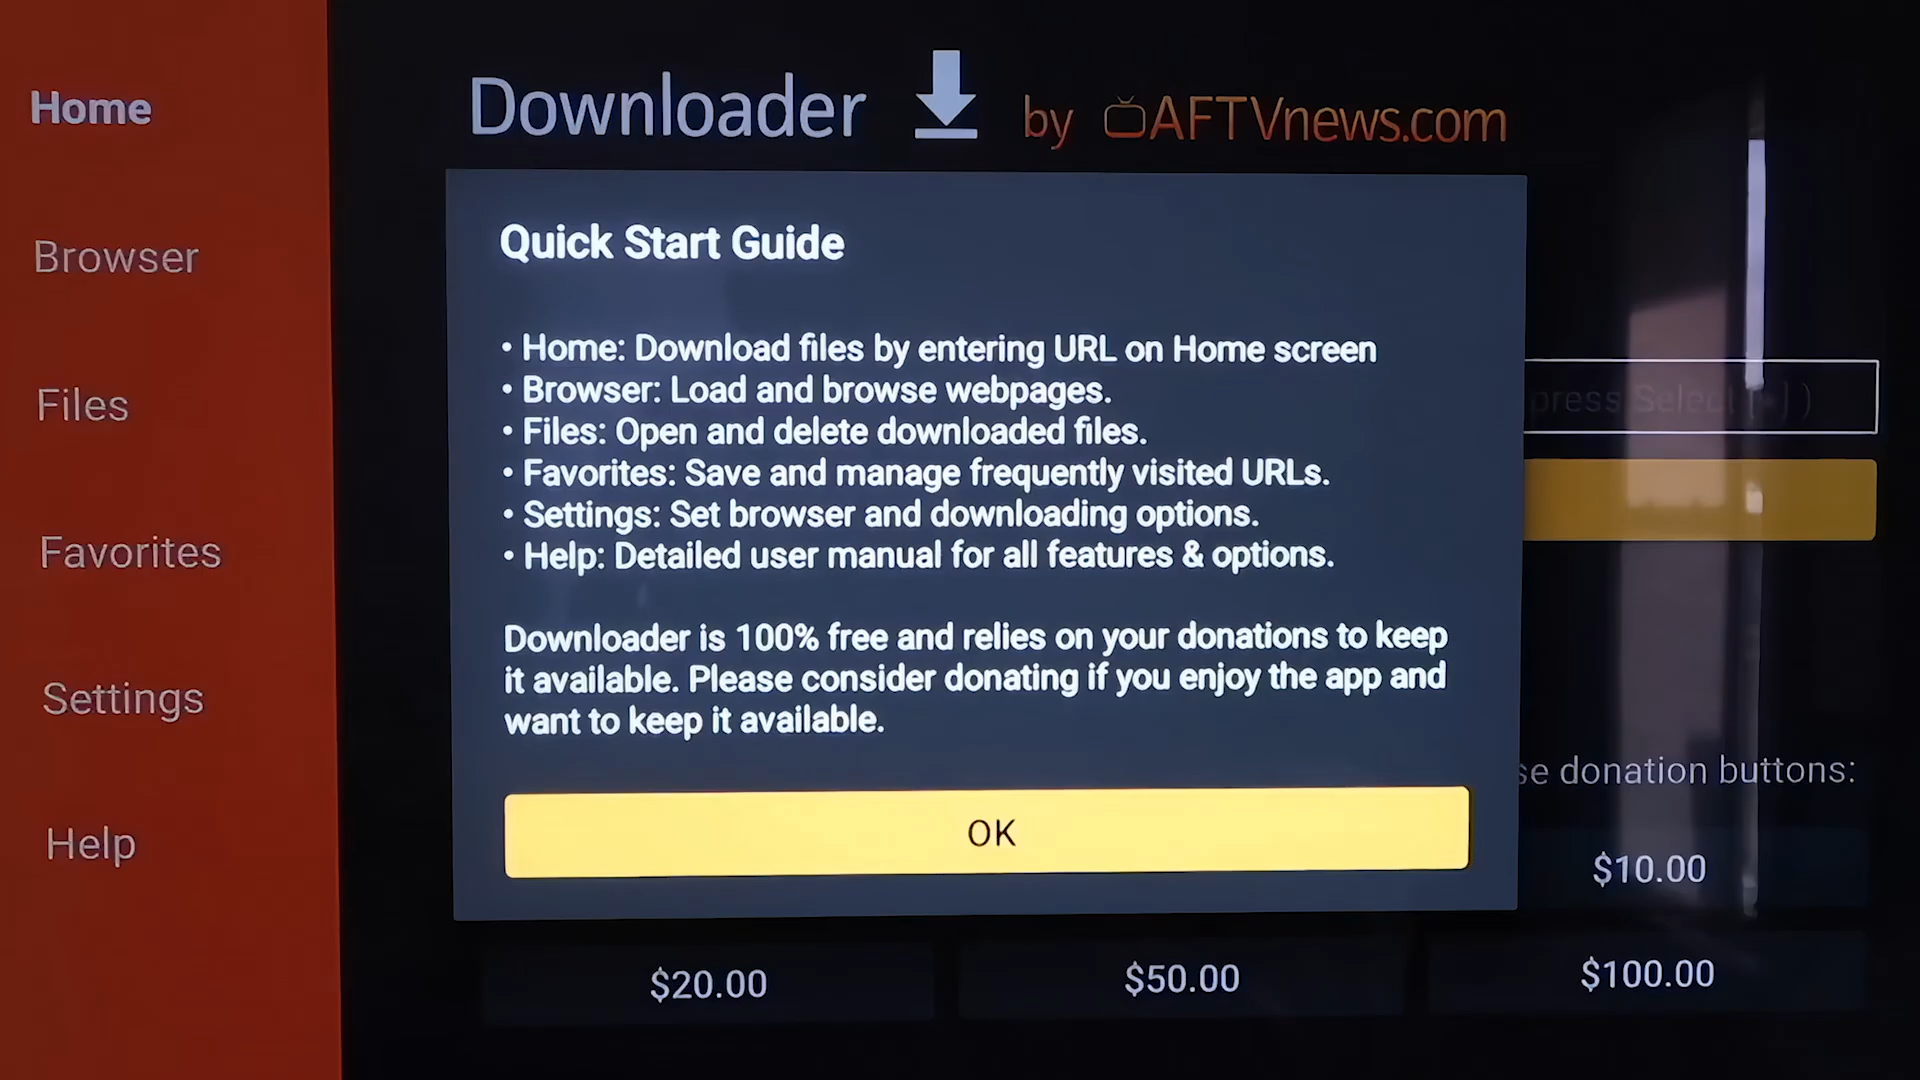 Home
Browser
Files
Favorites
Settings
Help
Downloader by AFTVnews.com
Quick Start Guide
• Home: Download files by entering URL on Home screen
• Browser: Load and browse webpages.
• Files: Open and delete downloaded files.
• Favorites: Save and manage frequently visited URLs.
• Settings: Set browser and downloading options.
• Help: Detailed user manual for all features & options.
Downloader is 100% free and relies on your donations to keep
it available. Please consider donating if you enjoy the app and
want to keep it available.
OK
press Select
se donation buttons:
$10.00
$20.00 $50.00 $100.00